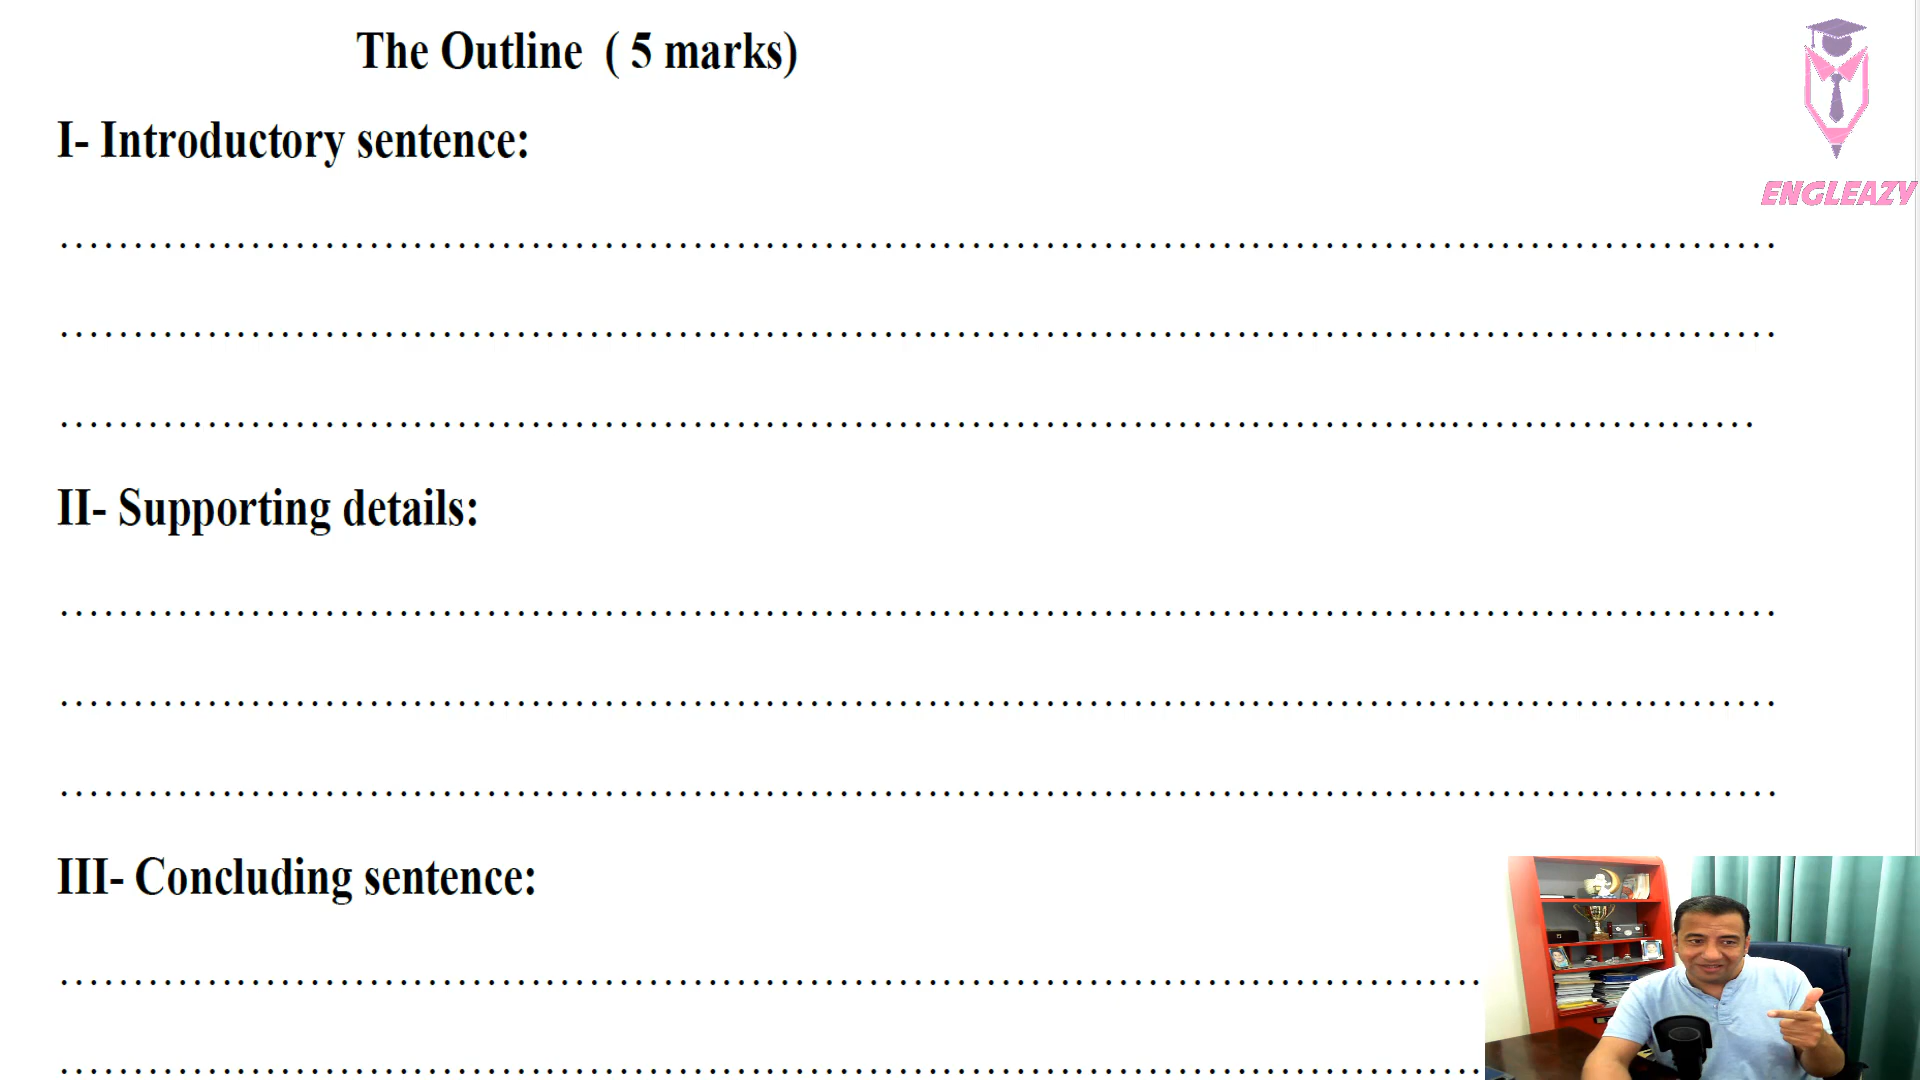 The Outline ( 5 marks)
I- Introductory sentence:
ENGLEAZY
II- Supporting details:
III- Concluding sentence: